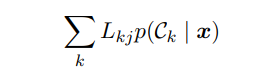 ∑_k L_{kj} p(𝒞_k | 𝒙)